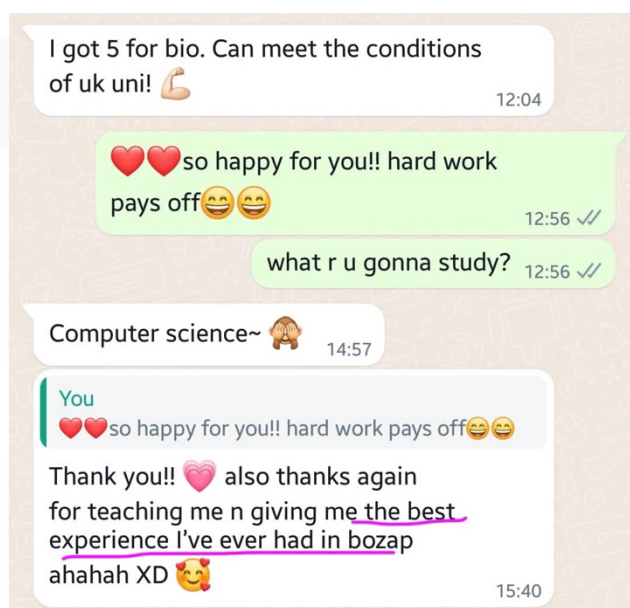 I got 5 for bio. Can meet the conditions
of uk uni! 💪🏻
12:04
❤️❤️so happy for you!! hard work
pays off😄😄
12:56
what r u gonna study? 12:56
Computer science~ 🙈
14:57
You
❤️❤️so happy for you!! hard work pays off😄😄
Thank you!! 💗 also thanks again
for teaching me n giving me the best
experience I've ever had in bozap
ahahah XD 🥰
15:40